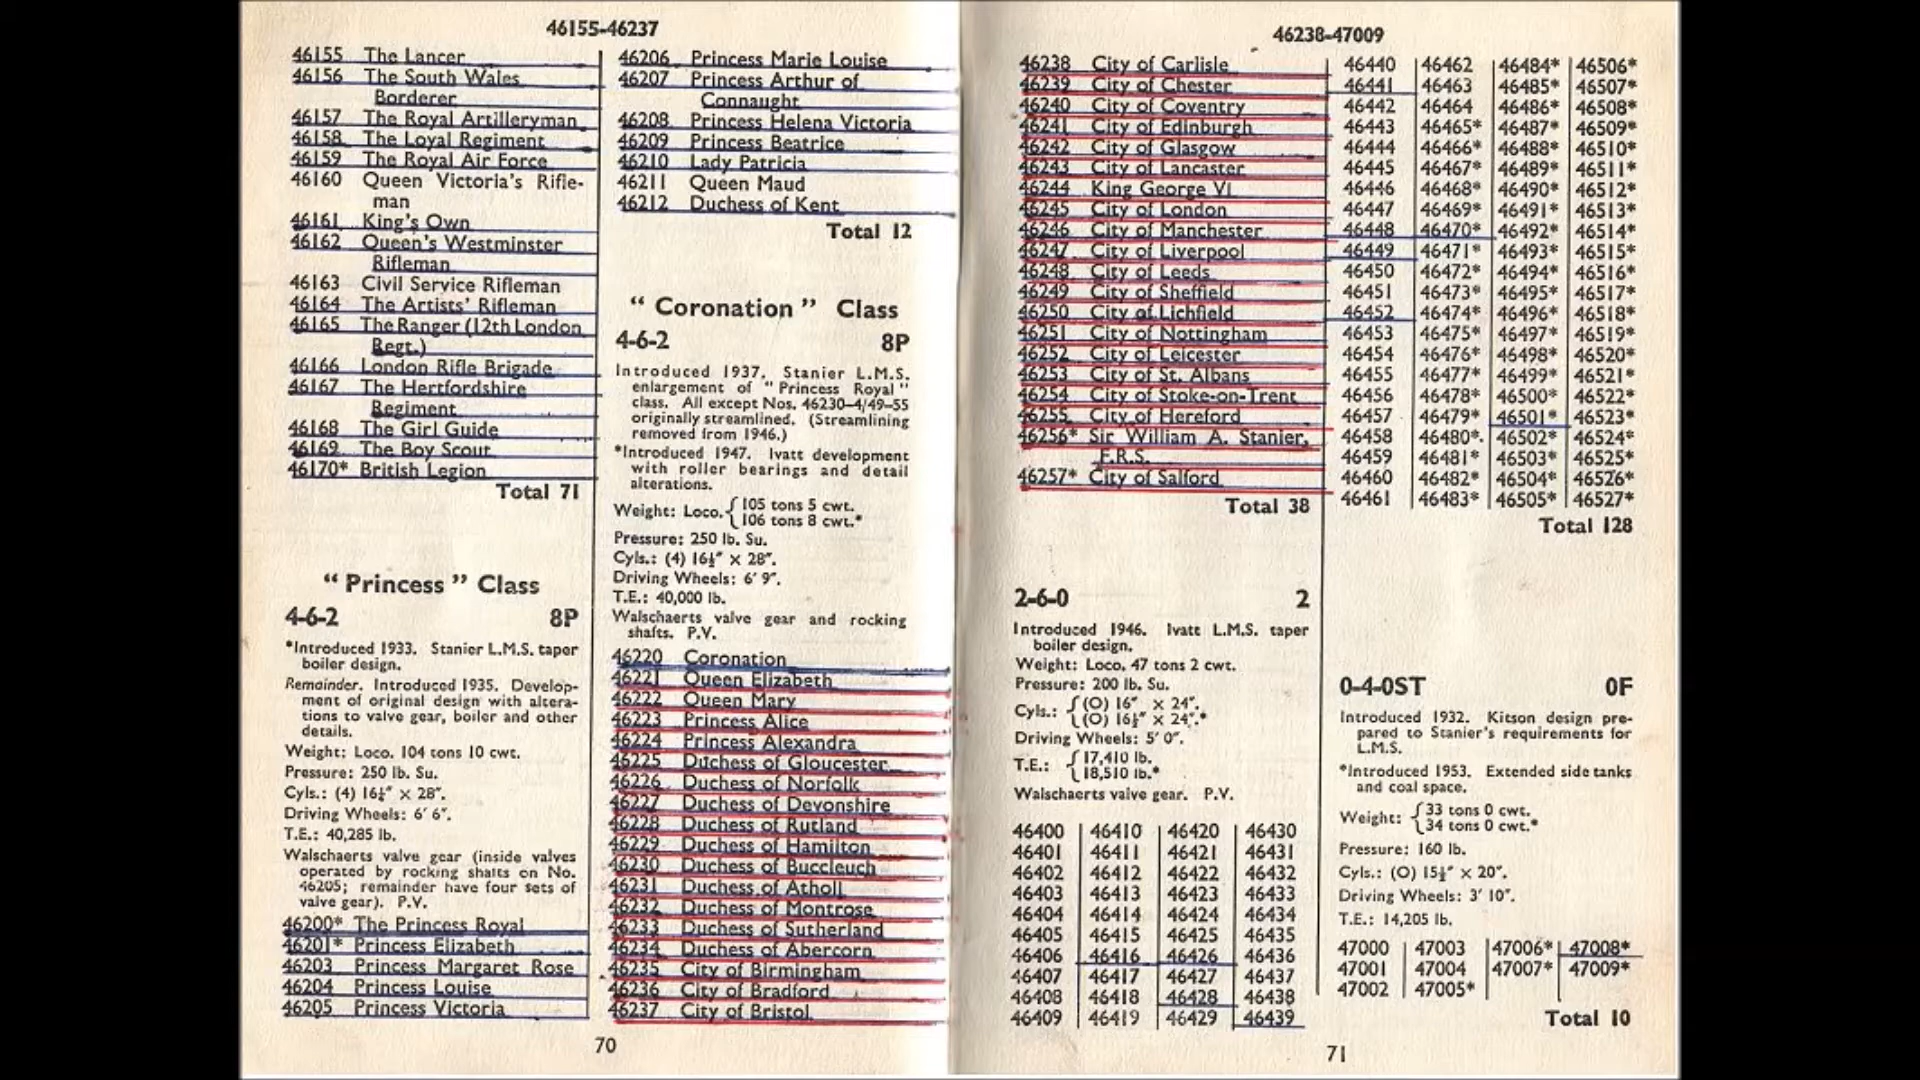 46155-46237
46155 The Lancer
46156 The South Wales
Borderer
46157 The Royal Artilleryman
46158 The Loyal Regiment
46159 The Royal Air Force
46160 Queen Victoria's Rifle-
man
46161 King's Own
46162 Queen's Westminster
Rifleman
46163 Civil Service Rifleman
46164 The Artists' Rifleman
46165 The Ranger (12th London
Regt.)
46166 London Rifle Brigade
46167 The Hertfordshire
Regiment
46168 The Girl Guide
46169 The Boy Scout
46170* British Legion
Total 71
“Princess” Class
4-6-2 8P
*Introduced 1933. Stanier L.M.S. taper
boiler design.
Remainder. Introduced 1935. Develop-
ment of original design with altera-
tions to valve gear, boiler and other
details.
Weight: Loco. 104 tons 10 cwt.
Pressure: 250 lb. Su.
Cyls.: (4) 16¼″ × 28″.
Driving Wheels: 6′ 6″.
T.E.: 40,285 lb.
Walschaerts valve gear (inside valves
operated by rocking shafts on No.
46205; remainder have four sets of
valve gear). P.V.
46200* The Princess Royal
46201* Princess Elizabeth
46203 Princess Margaret Rose
46204 Princess Louise
46205 Princess Victoria
46206 Princess Marie Louise
46207 Princess Arthur of
Connaught
46208 Princess Helena Victoria
46209 Princess Beatrice
46210 Lady Patricia
46211 Queen Maud
46212 Duchess of Kent
Total 12
“Coronation” Class
4-6-2 8P
Introduced 1937. Stanier L.M.S.
enlargement of “Princess Royal”
class. All except Nos. 46230–4/49–55
originally streamlined. (Streamlining
removed from 1946.)
*Introduced 1947. Ivatt development
with roller bearings and detail
alterations.
Weight: Loco. {105 tons 5 cwt.
106 tons 8 cwt.*
Pressure: 250 lb. Su.
Cyls.: (4) 16½″ × 28″.
Driving Wheels: 6′ 9″.
T.E.: 40,000 lb.
Walschaerts valve gear and rocking
shafts. P.V.
46220 Coronation
46221 Queen Elizabeth
46222 Queen Mary
46223 Princess Alice
46224 Princess Alexandra
46225 Duchess of Gloucester
46226 Duchess of Norfolk
46227 Duchess of Devonshire
46228 Duchess of Rutland
46229 Duchess of Hamilton
46230 Duchess of Buccleuch
46231 Duchess of Atholl
46232 Duchess of Montrose
46233 Duchess of Sutherland
46234 Duchess of Abercorn
46235 City of Birmingham
46236 City of Bradford
46237 City of Bristol
70
46238-47009
46238 City of Carlisle
46239 City of Chester
46240 City of Coventry
46241 City of Edinburgh
46242 City of Glasgow
46243 City of Lancaster
46244 King George VI
46245 City of London
46246 City of Manchester
46247 City of Liverpool
46248 City of Leeds
46249 City of Sheffield
46250 City of Lichfield
46251 City of Nottingham
46252 City of Leicester
46253 City of St. Albans
46254 City of Stoke-on-Trent
46255 City of Hereford
46256* Sir William A. Stanier,
F.R.S.
46257* City of Salford
Total 38
2-6-0 2
Introduced 1946. Ivatt L.M.S. taper
boiler design.
Weight: Loco. 47 tons 2 cwt.
Pressure: 200 lb. Su.
Cyls.: {(O) 16″ × 24″.
(O) 16½″ × 24″.*
Driving Wheels: 5′ 0″.
T.E.: {17,410 lb.
18,510 lb.*
Walschaerts valve gear. P.V.
46400 46410 46420 46430
46401 46411 46421 46431
46402 46412 46422 46432
46403 46413 46423 46433
46404 46414 46424 46434
46405 46415 46425 46435
46406 46416 46426 46436
46407 46417 46427 46437
46408 46418 46428 46438
46409 46419 46429 46439
46440 46462 46484* 46506*
46441 46463 46485* 46507*
46442 46464 46486* 46508*
46443 46465* 46487* 46509*
46444 46466* 46488* 46510*
46445 46467* 46489* 46511*
46446 46468* 46490* 46512*
46447 46469* 46491* 46513*
46448 46470* 46492* 46514*
46449 46471* 46493* 46515*
46450 46472* 46494* 46516*
46451 46473* 46495* 46517*
46452 46474* 46496* 46518*
46453 46475* 46497* 46519*
46454 46476* 46498* 46520*
46455 46477* 46499* 46521*
46456 46478* 46500* 46522*
46457 46479* 46501* 46523*
46458 46480* 46502* 46524*
46459 46481* 46503* 46525*
46460 46482* 46504* 46526*
46461 46483* 46505* 46527*
Total 128
0-4-0ST 0F
Introduced 1932. Kitson design pre-
pared to Stanier's requirements for
L.M.S.
*Introduced 1953. Extended side tanks
and coal space.
Weight: {33 tons 0 cwt.
34 tons 0 cwt.*
Pressure: 160 lb.
Cyls.: (O) 15½″ × 20″.
Driving Wheels: 3′ 10″.
T.E.: 14,205 lb.
47000 47003 47006* 47008*
47001 47004 47007* 47009*
47002 47005*
Total 10
71